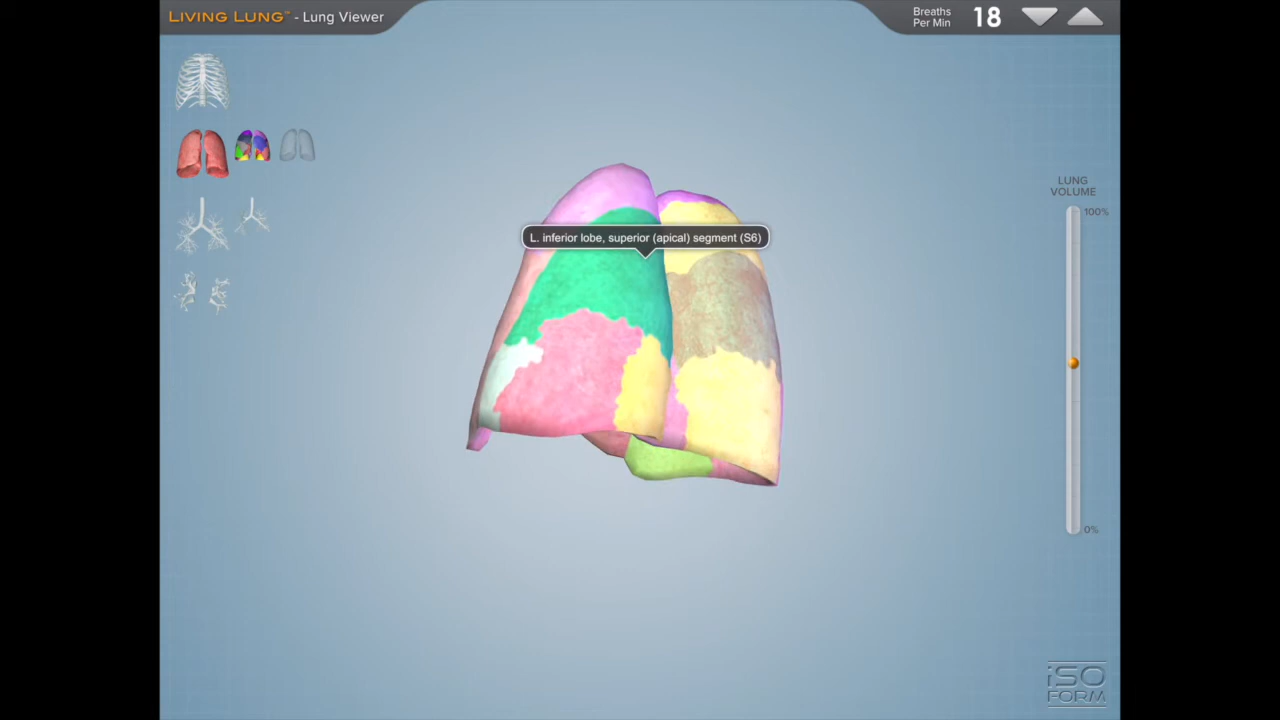 LIVING LUNG™ - Lung Viewer
Breaths
Per Min
18
LUNG
VOLUME
100%
L. inferior lobe, superior (apical) segment (S6)
0%
iSO
FORM